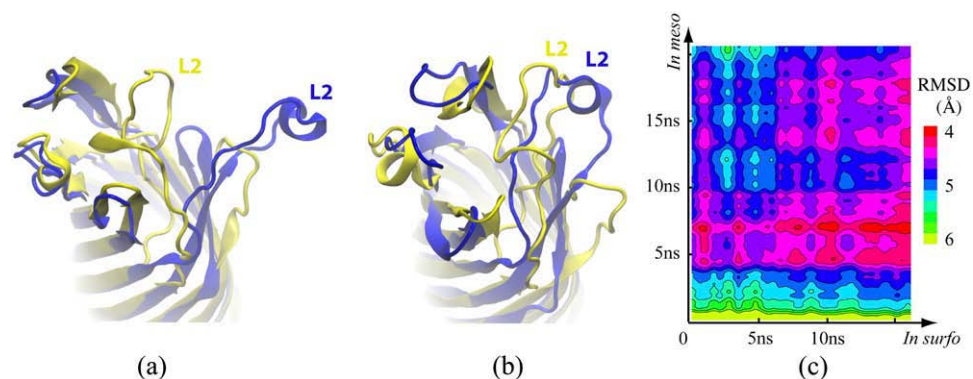 L2
L2
(a)
L2
L2
(b)
In meso
15ns
10ns
5ns
0
5ns
10ns
In surfo
RMSD
(Å)
4
5
6
(c)